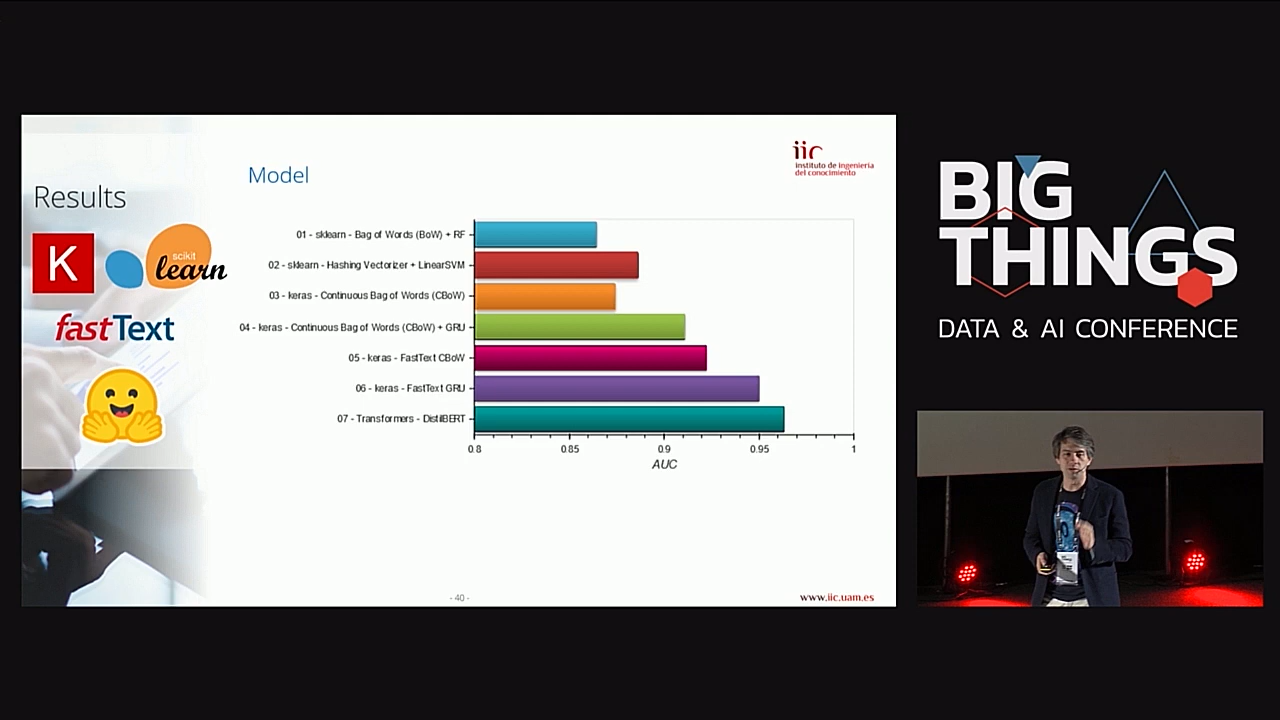 Results
K
scikit
learn
fastText
Model
iic
instituto de ingeniería
del conocimiento
01 - sklearn - Bag of Words (BoW) + RF
02 - sklearn - Hashing Vectorizer + LinearSVM
03 - keras - Continuous Bag of Words (CBoW)
04 - keras - Continuous Bag of Words (CBoW) + GRU
05 - keras - FastText CBoW
06 - keras - FastText GRU
07 - Transformers - DistilBERT
0.8 0.85 0.9 0.95 1
AUC
- 40 -
www.iic.uam.es
BIG
THINGS
DATA & AI CONFERENCE